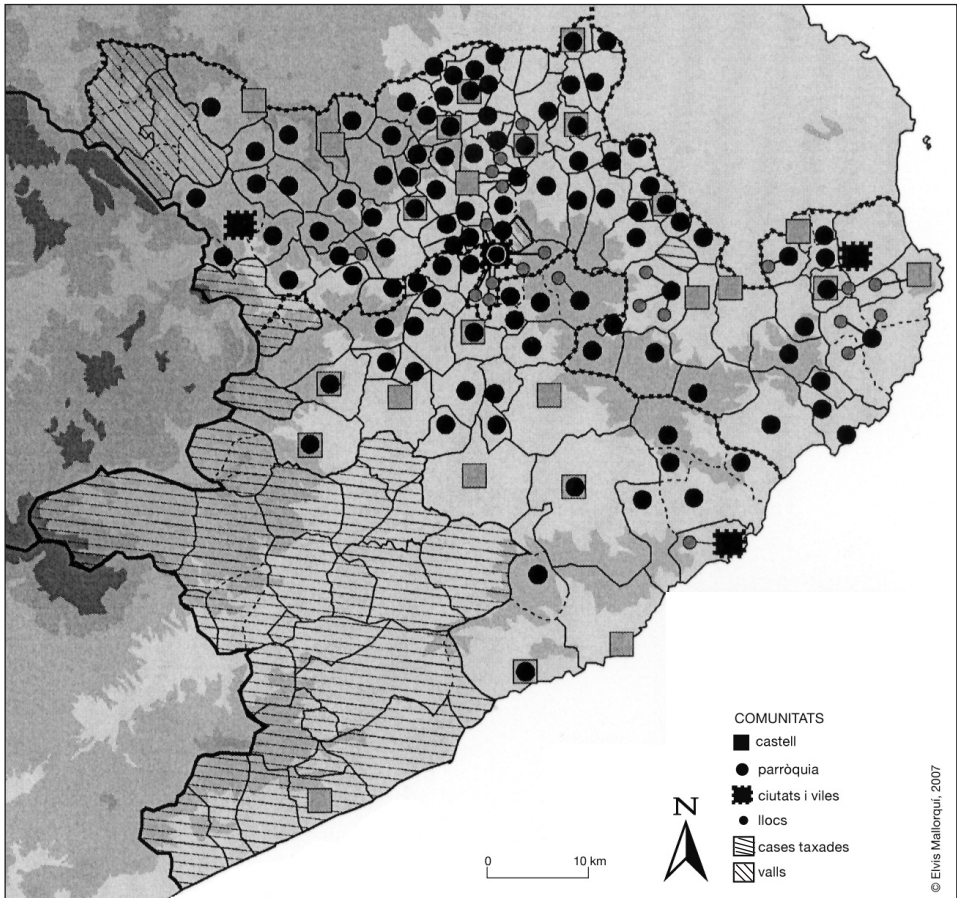 COMUNITATS
castell
parròquia
ciutats i viles
llocs
cases taxades
valls
N
0 10 km
© Elvis Mallorquí, 2007